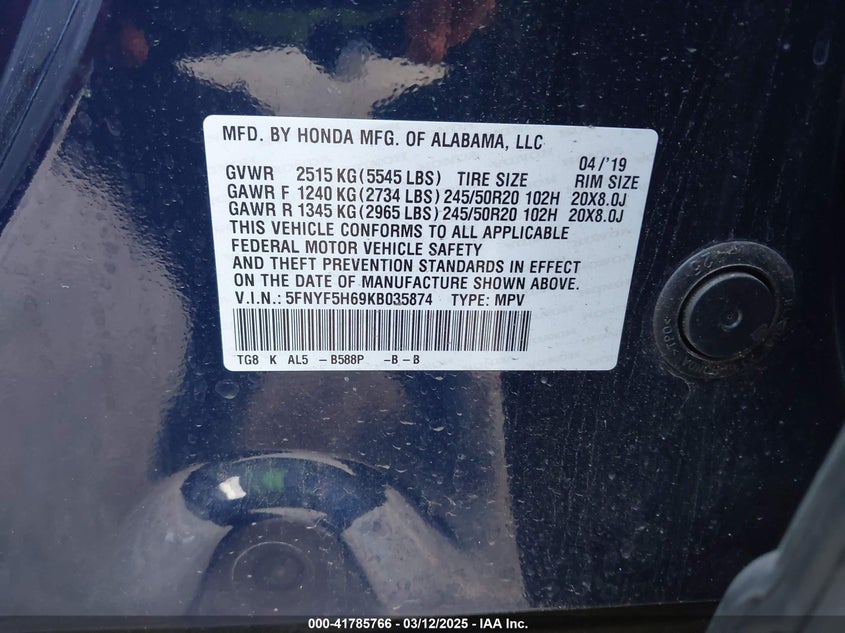 MFD. BY HONDA MFG. OF ALABAMA, LLC
04/'19
GVWR 2515 KG (5545 LBS) TIRE SIZE RIM SIZE
GAWR F 1240 KG (2734 LBS) 245/50R20 102H 20X8.0J
GAWR R 1345 KG (2965 LBS) 245/50R20 102H 20X8.0J
THIS VEHICLE CONFORMS TO ALL APPLICABLE
FEDERAL MOTOR VEHICLE SAFETY
AND THEFT PREVENTION STANDARDS IN EFFECT
ON THE DATE OF MANUFACTURE SHOWN ABOVE.
V.I.N.: 5FNYF5H69KB035874 TYPE: MPV
TG8 K AL5 -B588P -B-B
000-41785766 - 03/12/2025 - IAA Inc.